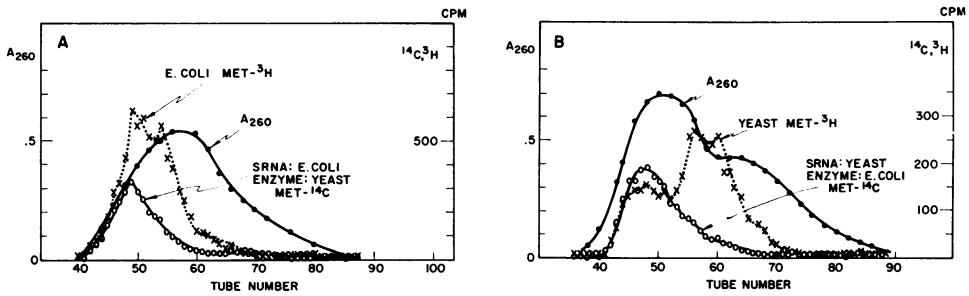 CPM
A
A260
14C,3H
E. COLI MET-3H
A260
.5
500
SRNA: E.COLI
ENZYME: YEAST
MET-14C
0
40 50 60 70 80 90 100
TUBE NUMBER
CPM
B
A260
14C,3H
A260
YEAST MET-3H
300
.5
200
SRNA: YEAST
ENZYME: E.COLI
MET-14C
100
0
40 50 60 70 80 90
TUBE NUMBER